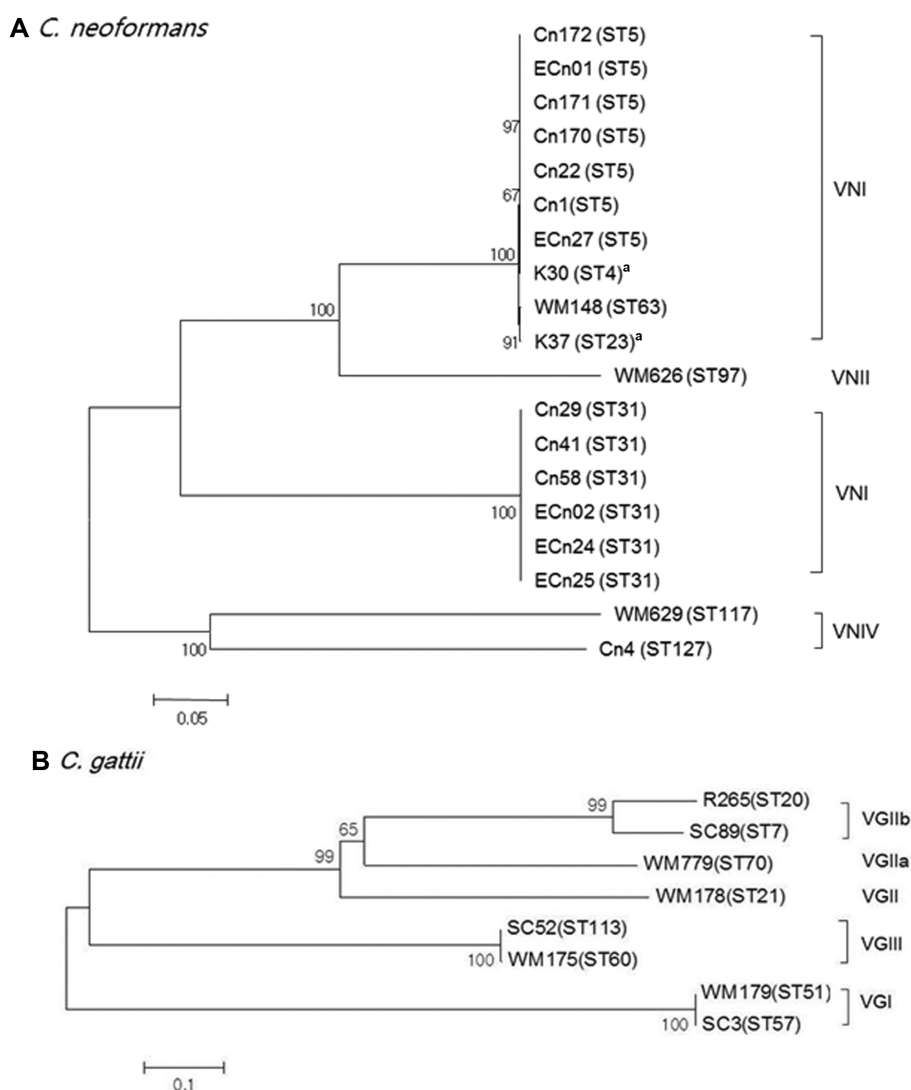 A C. neoformans
Cn172 (ST5)
ECn01 (ST5)
Cn171 (ST5)
97
Cn170 (ST5)
Cn22 (ST5)
VNI
67
Cn1(ST5)
ECn27 (ST5)
100
K30 (ST4)a
WM148 (ST63)
100
91
K37 (ST23)a
WM626 (ST97)
VNII
Cn29 (ST31)
Cn41 (ST31)
Cn58 (ST31)
VNI
100
ECn02 (ST31)
ECn24 (ST31)
ECn25 (ST31)
WM629 (ST117)
VNIV
100
Cn4 (ST127)
0.05
B C. gattii
R265(ST20)
99
VGIIb
65
SC89(ST7)
99
WM779(ST70)
VGIIa
WM178(ST21)
VGII
SC52(ST113)
VGIII
100
WM175(ST60)
WM179(ST51)
VGI
100
SC3(ST57)
0.1